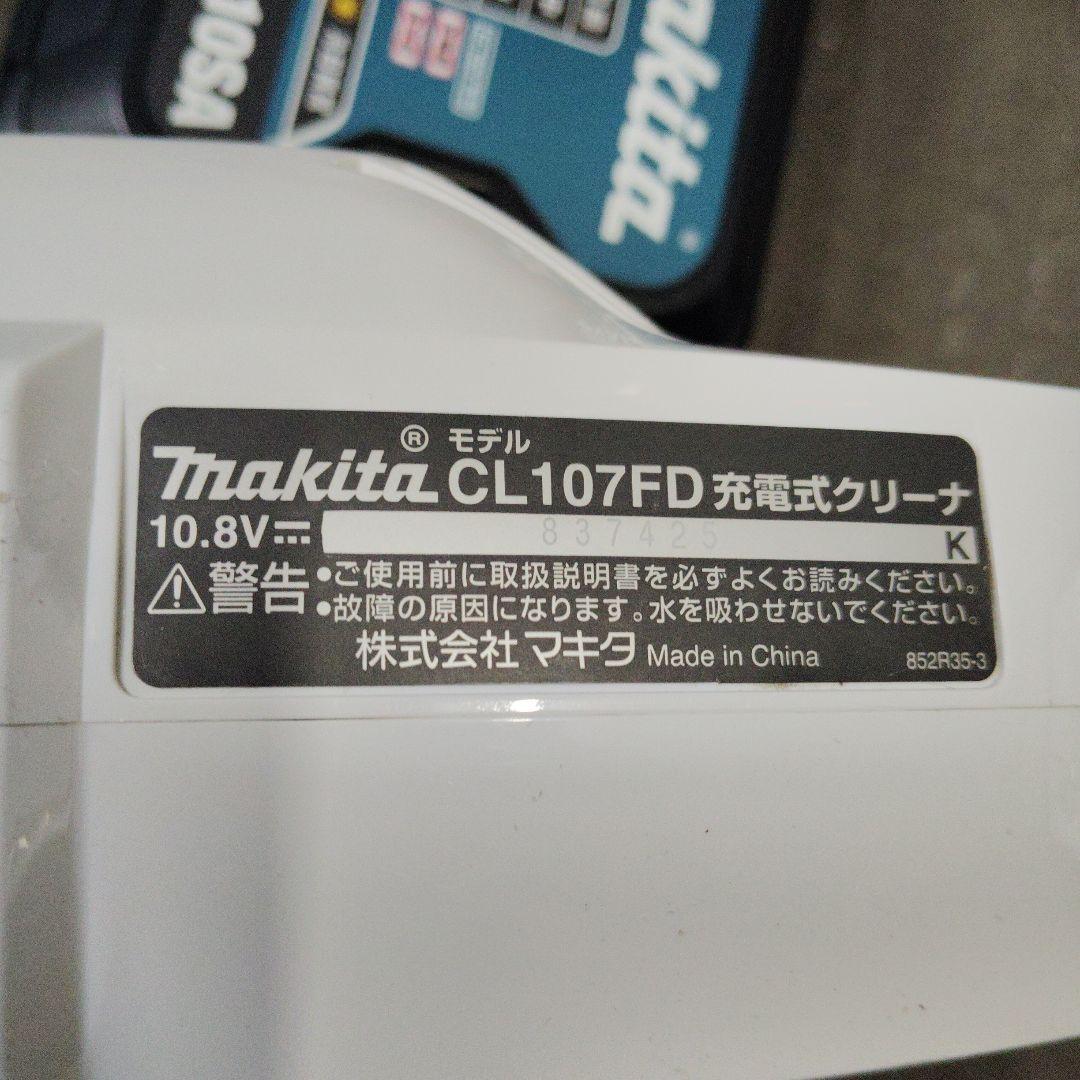 10SA
makita®
makita® モデル CL107FD 充電式クリーナ
10.8V 837425 K
警告 •ご使用前に取扱説明書を必ずよくお読みください。
•故障の原因になります。水を吸わせないでください。
株式会社マキタ Made in China 852R35-3